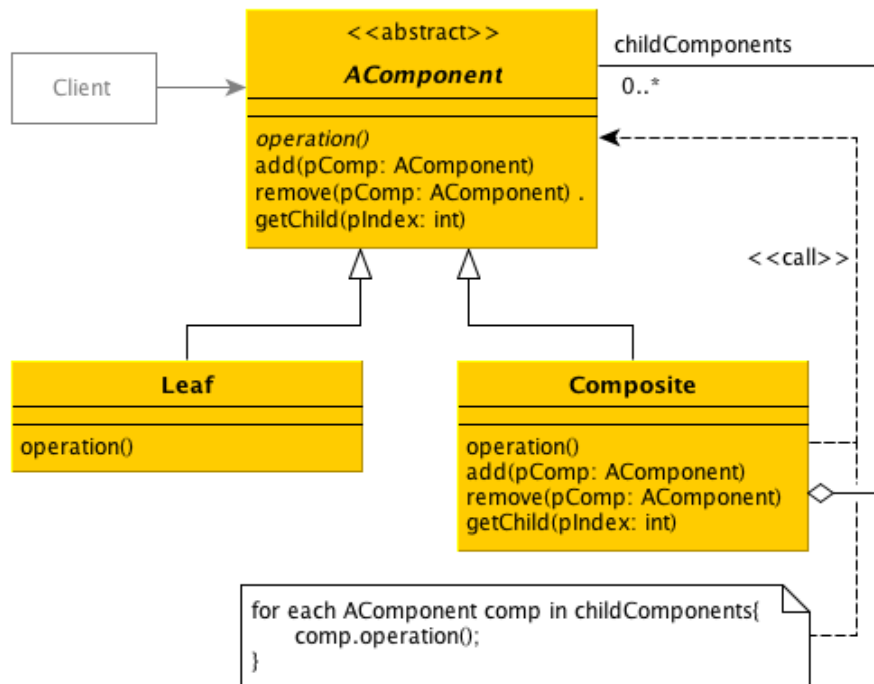 <<abstract>>
AComponent
childComponents
0..*
Client
operation()
add(pComp: AComponent)
remove(pComp: AComponent) .
getChild(pIndex: int)
<<call>>
Leaf
operation()
Composite
operation()
add(pComp: AComponent)
remove(pComp: AComponent)
getChild(pIndex: int)
for each AComponent comp in childComponents{
comp.operation();
}